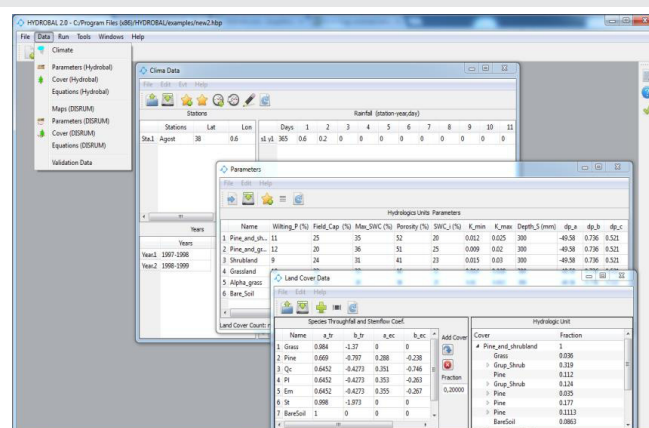 HYDROBAL 2.0 - C:/Program Files (x86)/HYDROBAL/examples/new2.hbp
File Data Run Tools Windows Help
Climate
Parameters (Hydrobal)
Cover (Hydrobal)
Equations (Hydrobal)
Maps (DISRUM)
Parameters (DISRUM)
Cover (DISRUM)
Equations (DISRUM)
Validation Data
Clima Data
File Edit Ext Help
Stations Rainfall (station-year,day)
Stations Lat Lon Days 1 2 3 4 5 6 7 8 9 10 11
Sta.1 Agost 38 0.6 s1 y1 365 0.6 0.2 0 0 0 0 0 0 0 0
Years
Years
Year.1 1997-1998
Year.2 1998-1999
Parameters
File Edit Help
Hydrologics Units Parameters
Name Wilting_P (%) Field_Cap (%) Max_SWC (%) Porosity (%) SWC_i (%) K_min K_max Depth_S (mm) dp_a dp_b dp_c
1 Pine_and_sh... 11 25 35 52 20 0.012 0.025 300 -49.58 0.736 0.521
2 Pine_and_gr... 12 20 36 51 25 0.009 0.02 300 -49.58 0.736 0.521
3 Shrubland 9 24 31 41 23 0.015 0.03 300 -49.58 0.736 0.521
4 Grassland
5 Alpha_grass
6 Bare_Soil
Land Cover Count:
Land Cover Data
File Edit Help
Species Throughfall and Stemflow Coef. Hydrologic Unit
Name a_tr b_tr a_ec b_ec
1 Grass 0.984 -1.37 0 0
2 Pine 0.669 -0.797 0.288 -0.238
3 Qc 0.6452 -0.4273 0.351 -0.746
4 Pl 0.6452 -0.4273 0.353 -0.263
5 Em 0.6452 -0.4273 0.355 -0.267
6 St 0.998 -1.973 0 0
7 BareSoil 1 0 0 0
Add Cover
Fraction
0,20000
Cover Fraction
Pine_and_shrubland 1
Grass 0.036
Grup_Shrub 0.319
Pine 0.112
Grup_Shrub 0.124
Pine 0.035
Pine 0.177
Pine 0.1113
BareSoil 0.0863